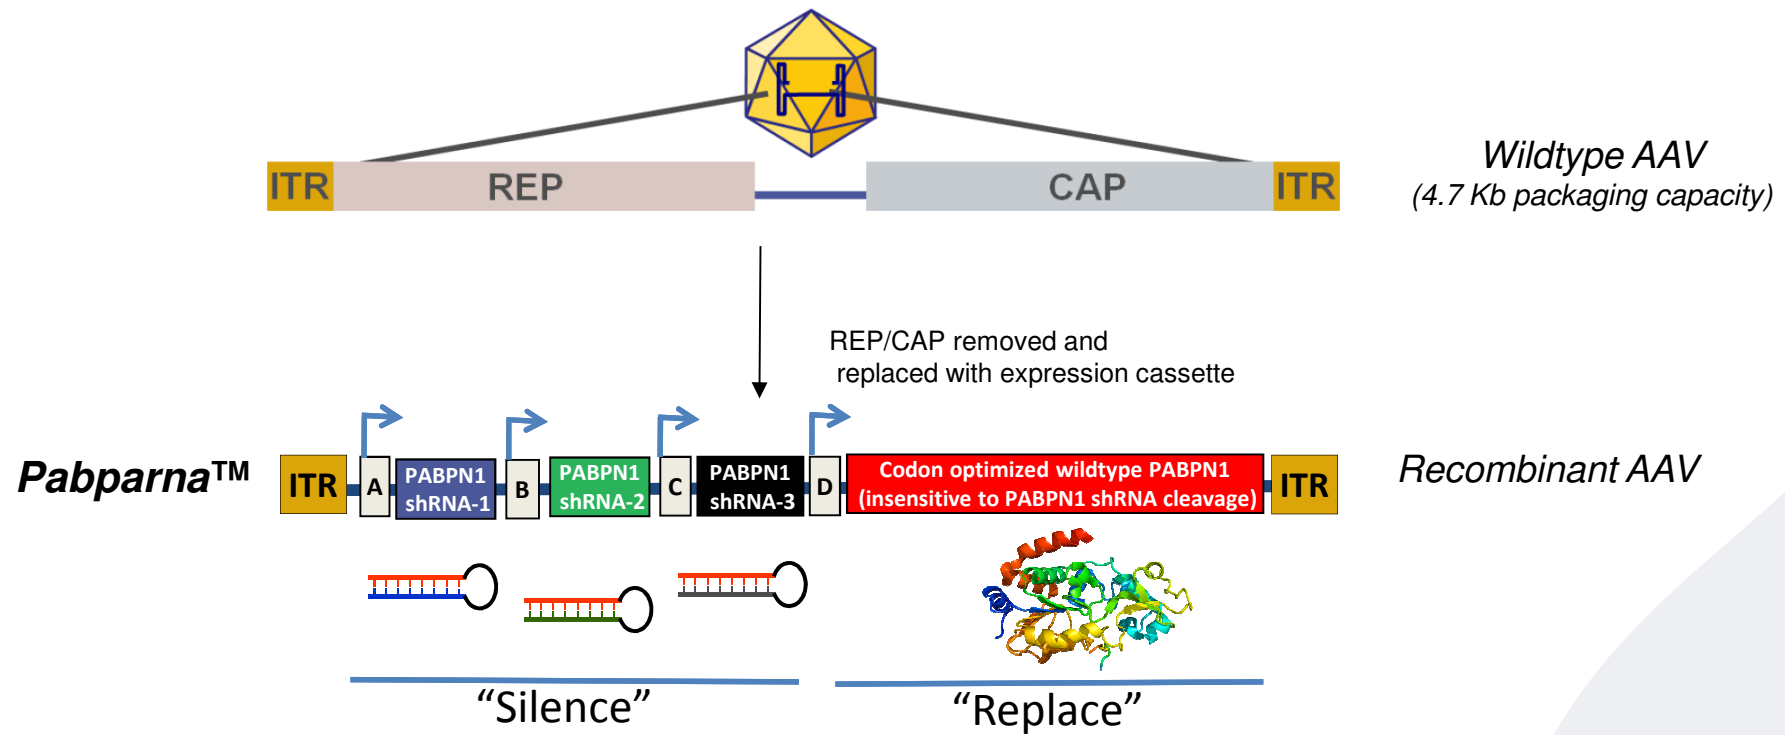 ITR REP CAP ITR
Wildtype AAV
(4.7 Kb packaging capacity)
REP/CAP removed and
replaced with expression cassette
Pabparna™
ITR
A
PABPN1
shRNA-1
B
PABPN1
shRNA-2
C
PABPN1
shRNA-3
D
Codon optimized wildtype PABPN1
(insensitive to PABPN1 shRNA cleavage)
ITR
Recombinant AAV
“Silence”
“Replace”